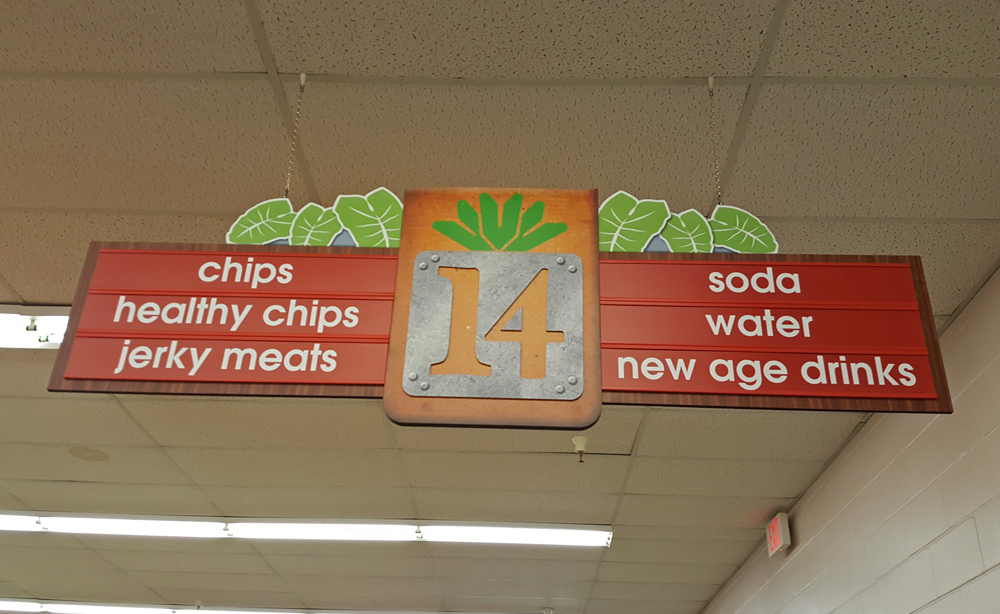 chips
healthy chips
jerky meats
14
soda
water
new age drinks